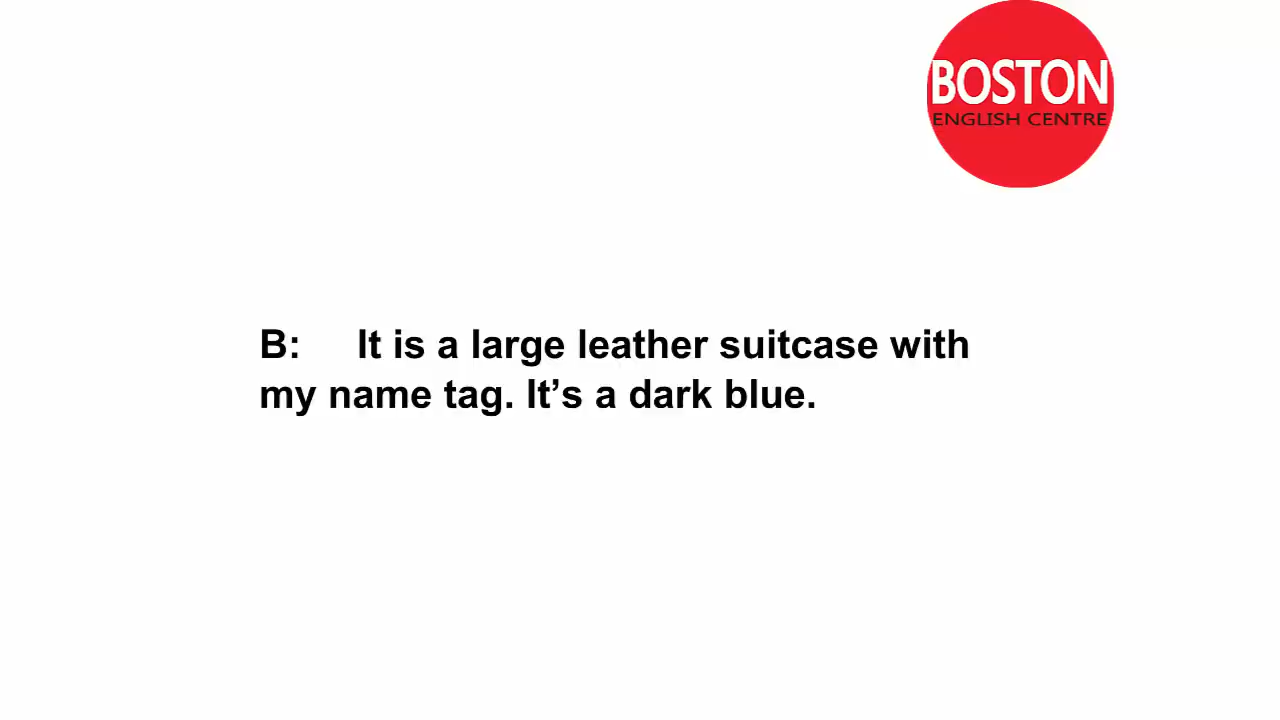 BOSTON
ENGLISH CENTRE
B: It is a large leather suitcase with
my name tag. It’s a dark blue.